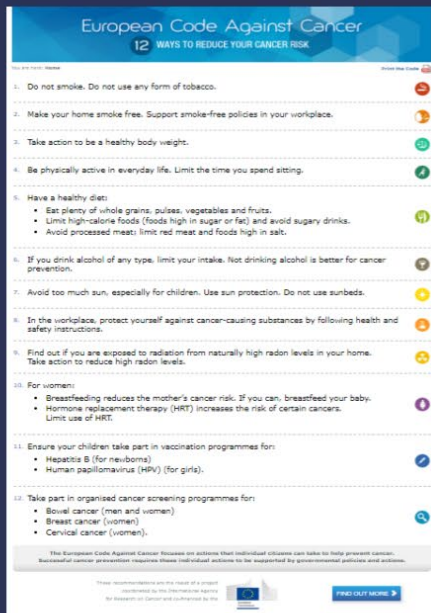 European Code Against Cancer
12 WAYS TO REDUCE YOUR CANCER RISK
You are here: Home
Print the Code
1. Do not smoke. Do not use any form of tobacco.
2. Make your home smoke free. Support smoke-free policies in your workplace.
3. Take action to be a healthy body weight.
4. Be physically active in everyday life. Limit the time you spend sitting.
5. Have a healthy diet:
• Eat plenty of whole grains, pulses, vegetables and fruits.
• Limit high-calorie foods (foods high in sugar or fat) and avoid sugary drinks.
• Avoid processed meat; limit red meat and foods high in salt.
6. If you drink alcohol of any type, limit your intake. Not drinking alcohol is better for cancer
prevention.
7. Avoid too much sun, especially for children. Use sun protection. Do not use sunbeds.
8. In the workplace, protect yourself against cancer-causing substances by following health and
safety instructions.
9. Find out if you are exposed to radiation from naturally high radon levels in your home.
Take action to reduce high radon levels.
10. For women:
• Breastfeeding reduces the mother's cancer risk. If you can, breastfeed your baby.
• Hormone replacement therapy (HRT) increases the risk of certain cancers.
Limit use of HRT.
11. Ensure your children take part in vaccination programmes for:
• Hepatitis B (for newborns)
• Human papillomavirus (HPV) (for girls).
12. Take part in organised cancer screening programmes for:
• Bowel cancer (men and women)
• Breast cancer (women)
• Cervical cancer (women).
The European Code Against Cancer focuses on actions that individual citizens can take to help prevent cancer.
Successful cancer prevention requires these individual actions to be supported by governmental policies and actions.
These recommendations are the result of a project
coordinated by the International Agency
for Research on Cancer and co-financed by the
FIND OUT MORE